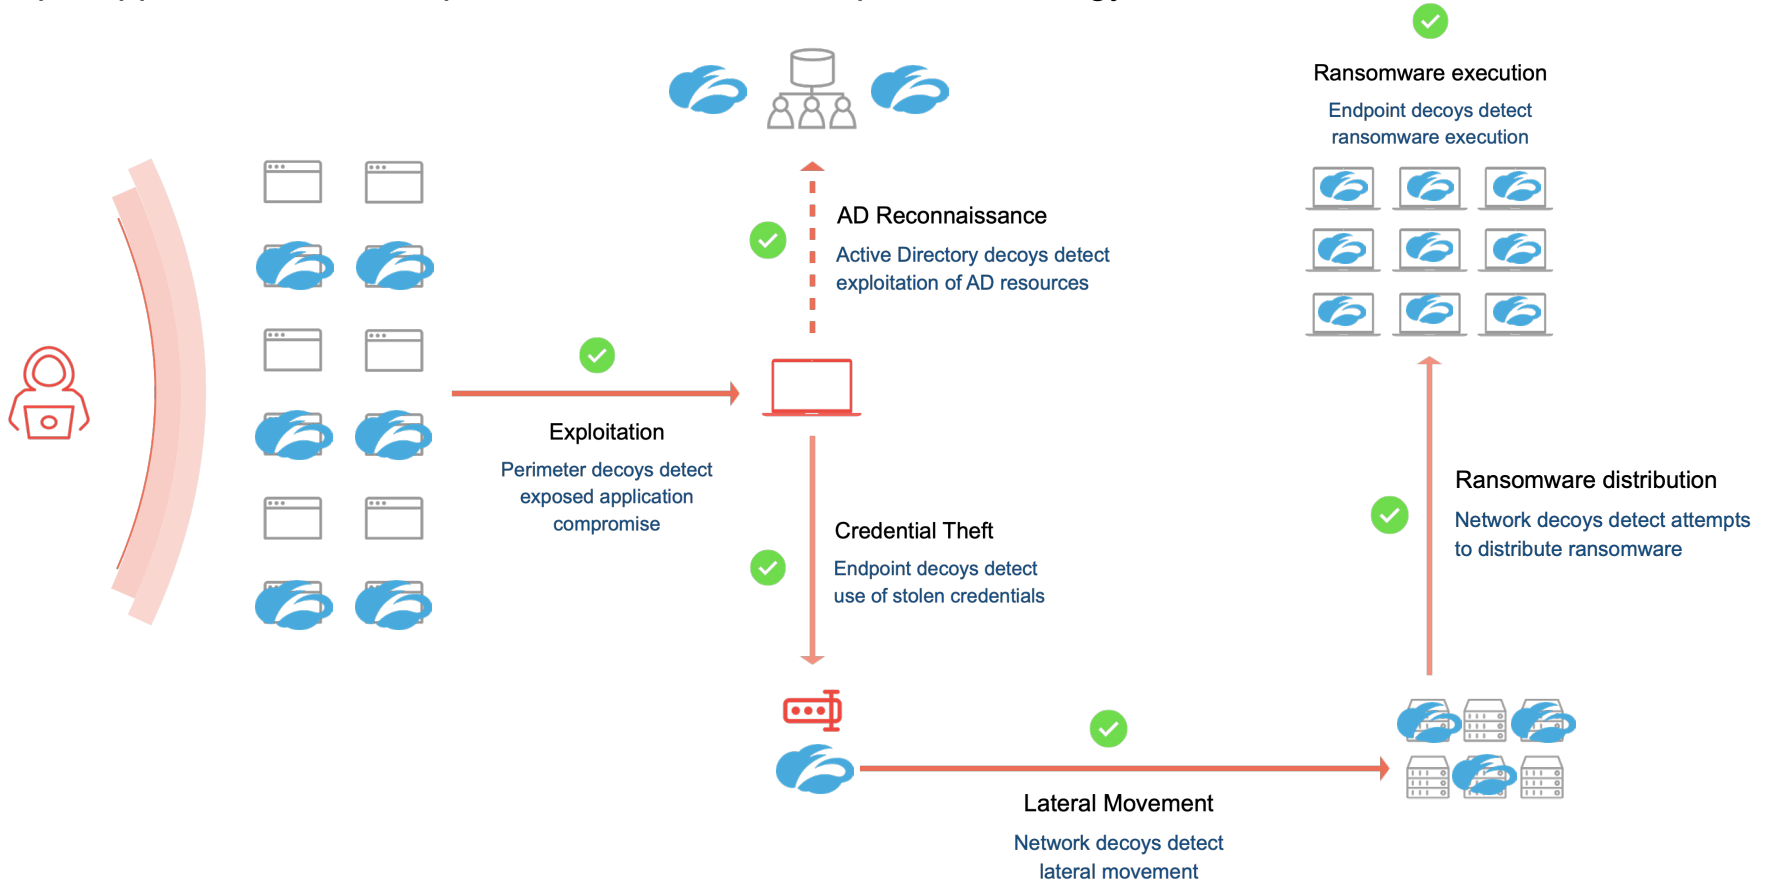 Ransomware execution
Endpoint decoys detect
ransomware execution
AD Reconnaissance
Active Directory decoys detect
exploitation of AD resources
Exploitation
Perimeter decoys detect
exposed application
compromise
Credential Theft
Endpoint decoys detect
use of stolen credentials
Ransomware distribution
Network decoys detect attempts
to distribute ransomware
Lateral Movement
Network decoys detect
lateral movement